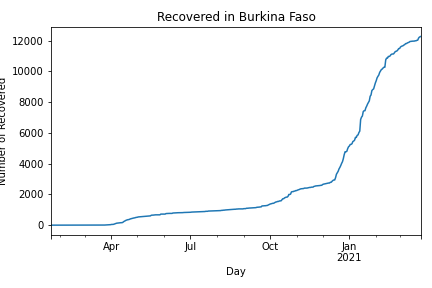 Recovered in Burkina Faso
Number of Recovered
12000
10000
8000
6000
4000
2000
0
Apr
Jul
Oct
Jan
2021
Day